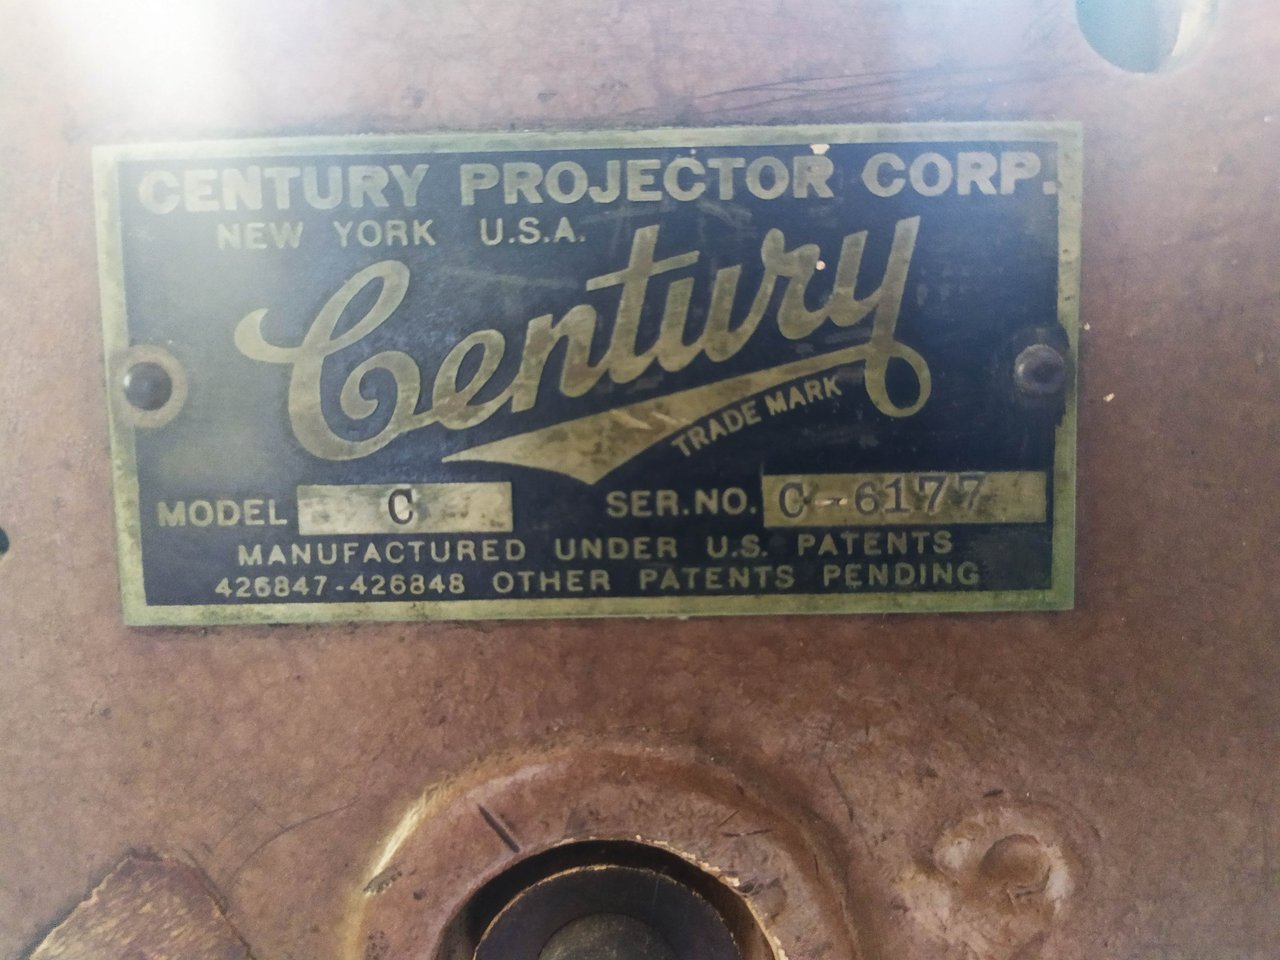 CENTURY PROJECTOR CORP.
NEW YORK U.S.A.
Century
TRADE MARK
MODEL C SER.NO. C-6177
MANUFACTURED UNDER U.S. PATENTS
426847-426848 OTHER PATENTS PENDING